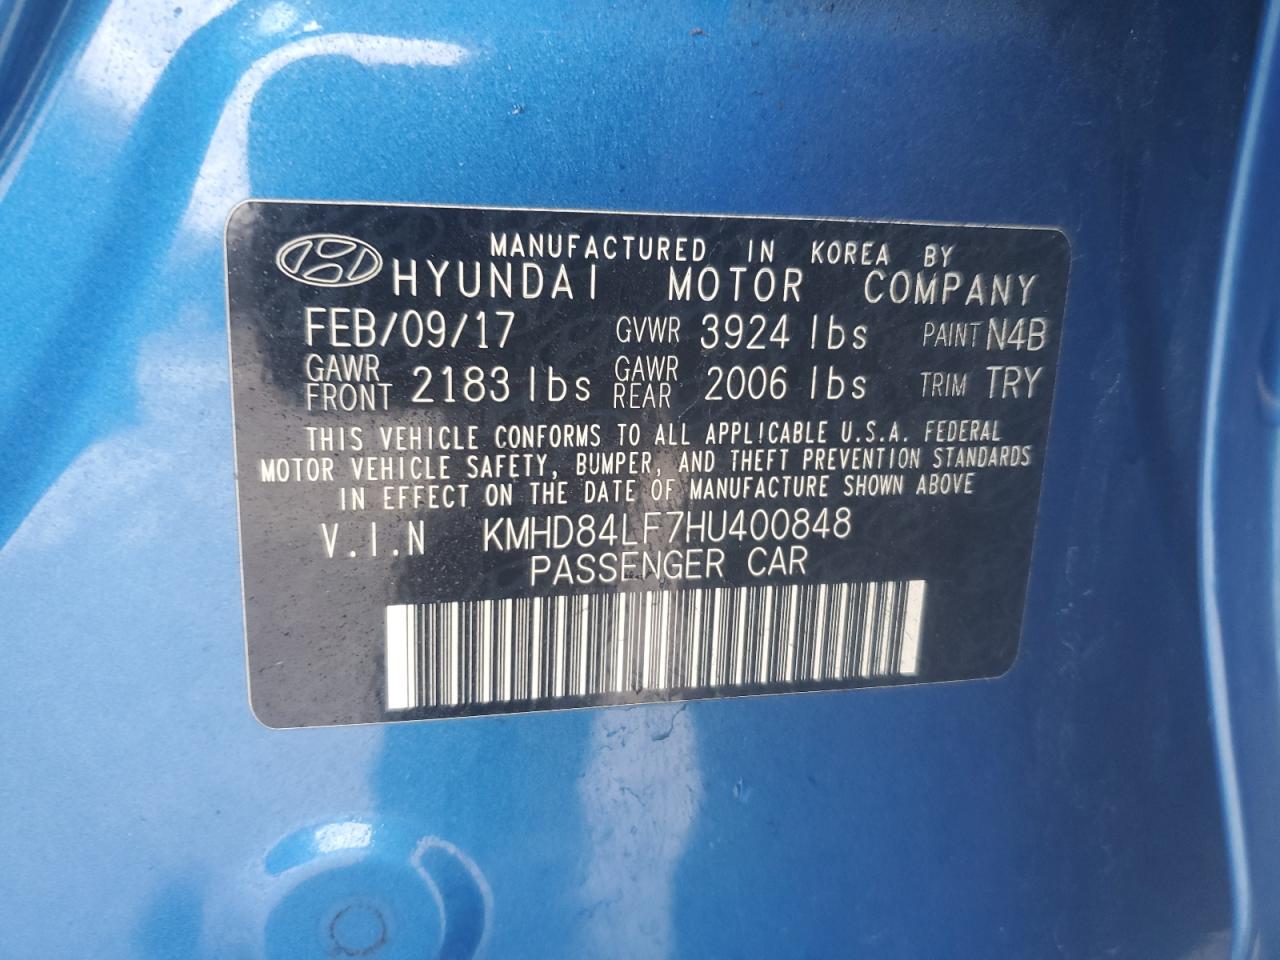 MANUFACTURED IN KOREA BY
HYUNDAI MOTOR COMPANY
FEB/09/17 GVWR 3924 lbs PAINT N4B
GAWR FRONT 2183 lbs GAWR REAR 2006 lbs TRIM TRY
THIS VEHICLE CONFORMS TO ALL APPLICABLE U.S.A. FEDERAL
MOTOR VEHICLE SAFETY, BUMPER, AND THEFT PREVENTION STANDARDS
IN EFFECT ON THE DATE OF MANUFACTURE SHOWN ABOVE
V.I.N KMHD84LF7HU400848
PASSENGER CAR